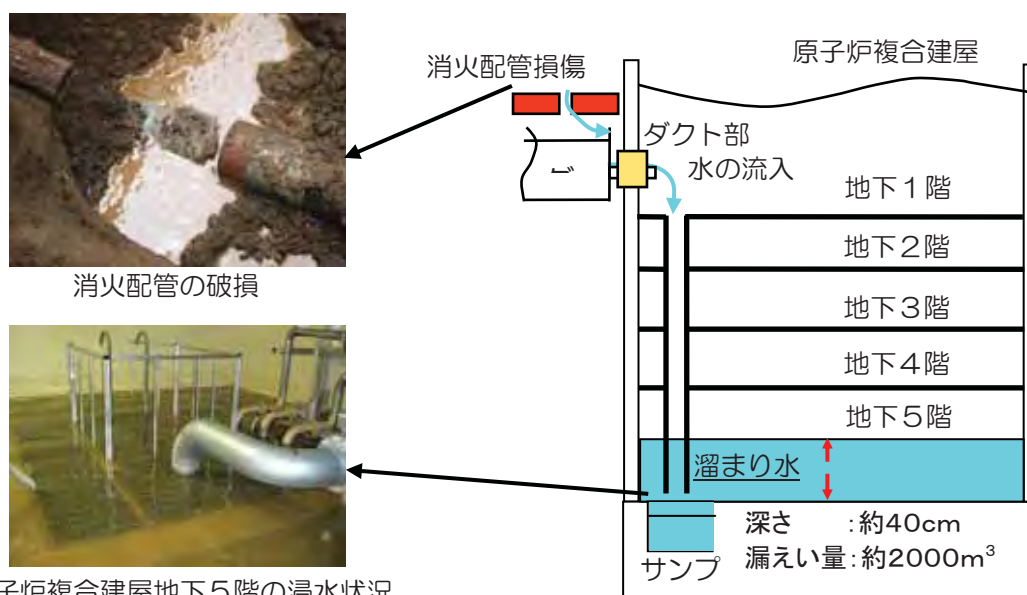 原子炉複合建屋
消火配管損傷
ダクト部
水の流入
地下1階
地下2階
消火配管の破損
地下3階
地下4階
地下5階
溜まり水
深さ :約40cm
漏えい量:約2000m³
サンプ
子炉複合建屋地下5階の浸水状況